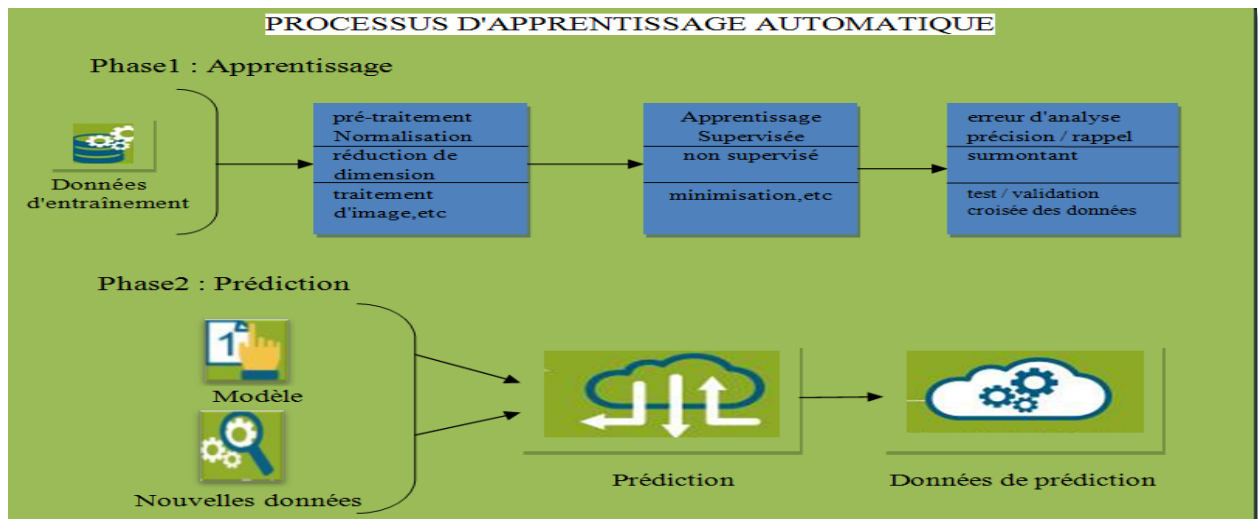 PROCESSUS D'APPRENTISSAGE AUTOMATIQUE
Phase1 : Apprentissage
Données
d'entraînement
pré-traitement
Normalisation
réduction de
dimension
traitement
d'image,etc
Apprentissage
Supervisée
non supervisé
minimisation,etc
erreur d'analyse
précision / rappel
surmontant
test / validation
croisée des données
Phase2 : Prédiction
1
Modèle
Nouvelles données
Prédiction
Données de prédiction